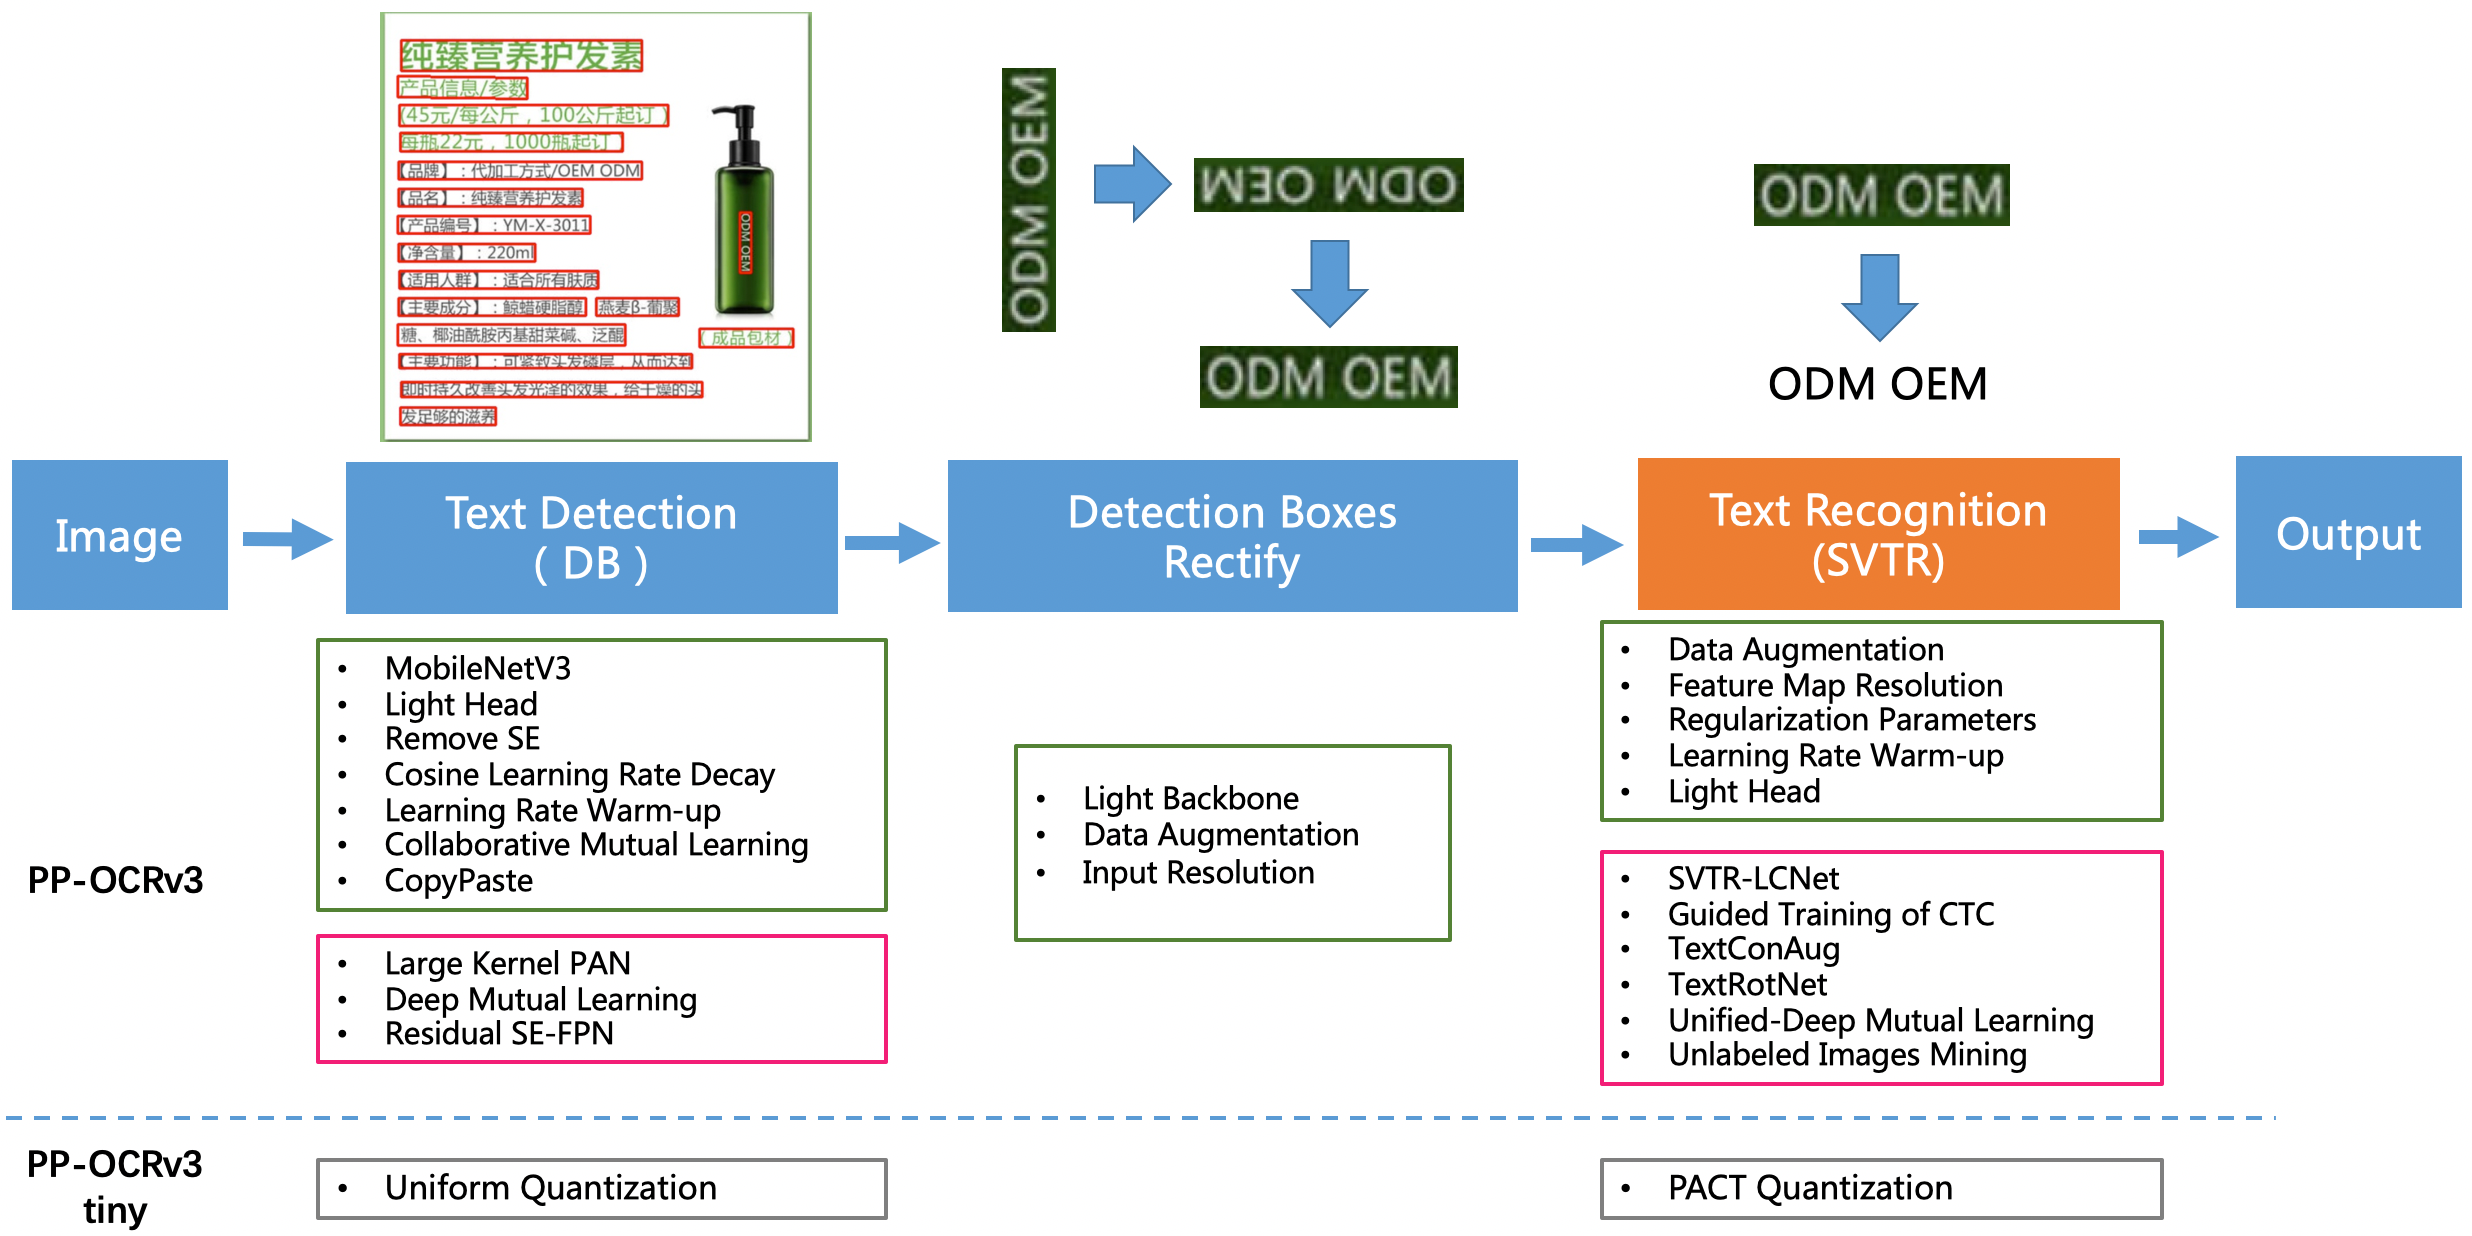 纯臻营养护发素
产品信息/参数
(45元/每公斤，100公斤起订)
每瓶22元，1000瓶起订)
【品牌】：代加工方式/OEM ODM
【品名】：纯臻营养护发素
【产品编号】：YM-X-3011
【净含量】：220ml
【适用人群】：适合所有肤质
【主要成分】：鲸蜡硬脂醇 燕麦β-葡聚
糖、椰油酰胺丙基甜菜碱、泛醌
(成品包材)
【主要功能】：可紧致头发磷层，从而达到
即时持久改善头发光泽的效果，给干燥的头
发足够的滋养
ODM OEM
ODM OEM
ODM OEM
ODM OEM
ODM OEM
ODM OEM
Image
Text Detection
( DB )
Detection Boxes
Rectify
Text Recognition
(SVTR)
Output
PP-OCRv3
• MobileNetV3
• Light Head
• Remove SE
• Cosine Learning Rate Decay
• Learning Rate Warm-up
• Collaborative Mutual Learning
• CopyPaste
• Large Kernel PAN
• Deep Mutual Learning
• Residual SE-FPN
• Light Backbone
• Data Augmentation
• Input Resolution
• Data Augmentation
• Feature Map Resolution
• Regularization Parameters
• Learning Rate Warm-up
• Light Head
• SVTR-LCNet
• Guided Training of CTC
• TextConAug
• TextRotNet
• Unified-Deep Mutual Learning
• Unlabeled Images Mining
PP-OCRv3
tiny
• Uniform Quantization
• PACT Quantization